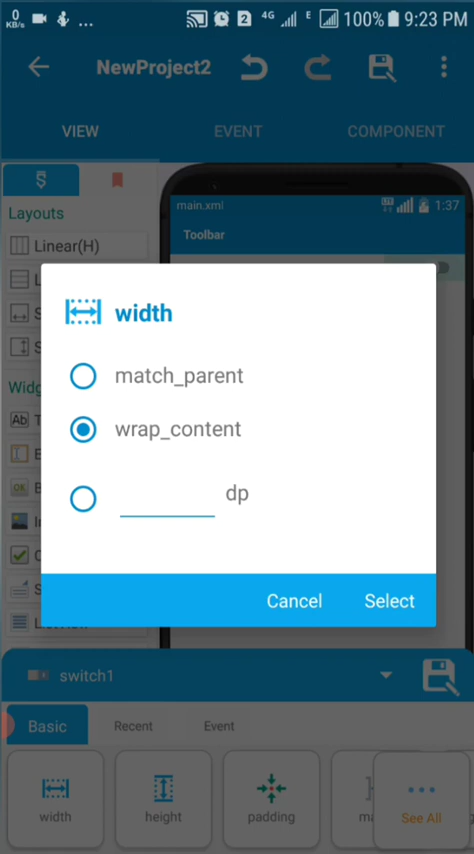 0 KB/s ... 2 4G E 100% 9:23 PM
NewProject2
VIEW EVENT COMPONENT
Layouts
main.xml 1:37
Linear(H)
Toolbar
width
match_parent
wrap_content
dp
Cancel Select
switch1
Basic Recent Event
width height padding See All